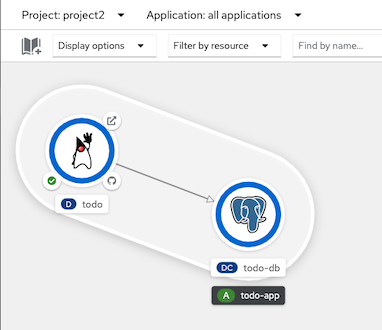 Project: project2 Application: all applications
Display options Filter by resource Find by name...
D todo
DC todo-db
A todo-app